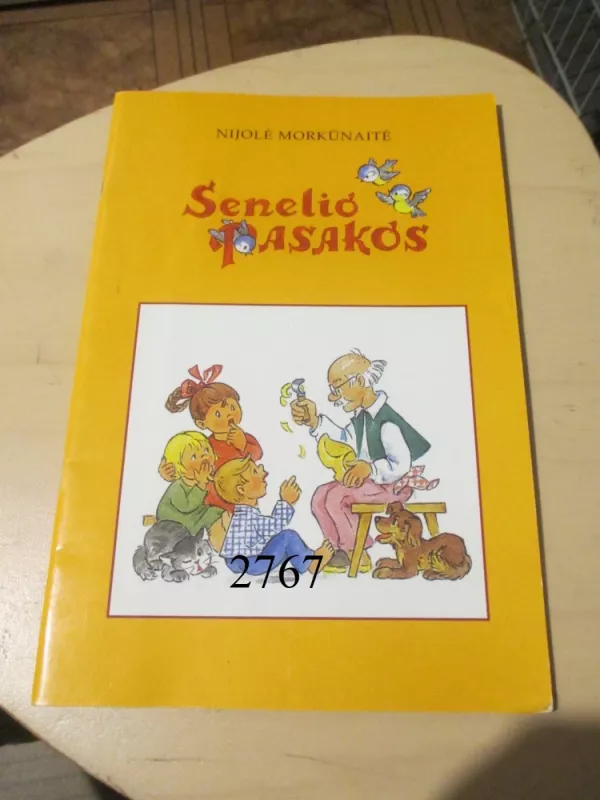 NIJOLĖ MORKŪNAITĖ
Senelio
PASAKOS
2767